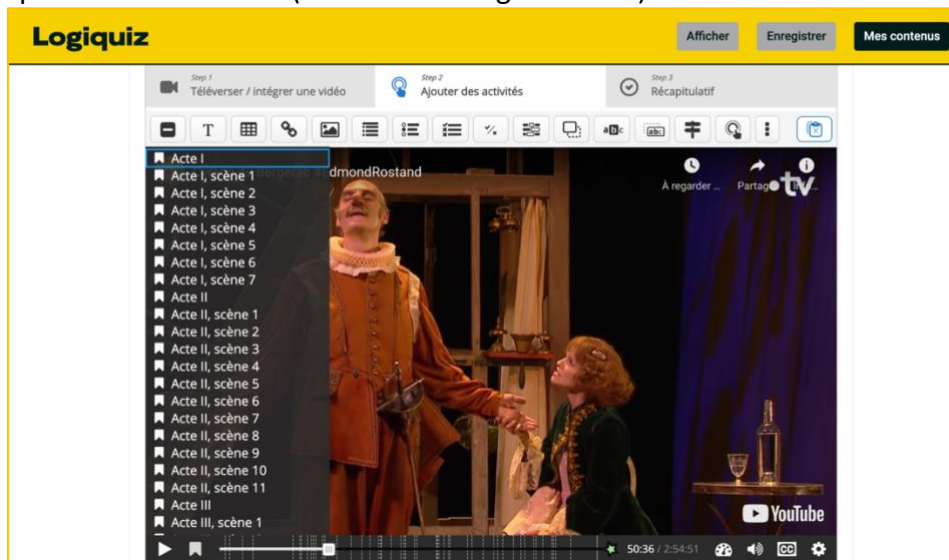 Logiquiz
Afficher
Enregistrer
Mes contenus
Step 1
Téléverser / intégrer une vidéo
Step 2
Ajouter des activités
Step 3
Récapitulatif
T
abc
abc
Acte I
Acte I, scène 1
Acte I, scène 2
Acte I, scène 3
Acte I, scène 4
Acte I, scène 5
Acte I, scène 6
Acte I, scène 7
Acte II
Acte II, scène 1
Acte II, scène 2
Acte II, scène 3
Acte II, scène 4
Acte II, scène 5
Acte II, scène 6
Acte II, scène 7
Acte II, scène 8
Acte II, scène 9
Acte II, scène 10
Acte II, scène 11
Acte III
Acte III, scène 1
Bergerac #EdmondRostand
À regarder ...
Partag
tv
YouTube
50:36 / 2:54:51
CC